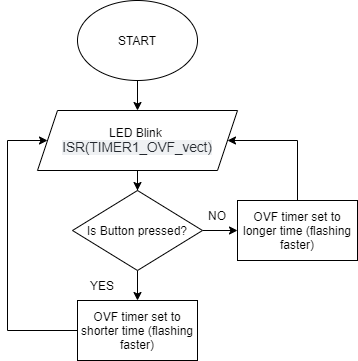 START
LED Blink
ISR(TIMER1_OVF_vect)
Is Button pressed?
NO
OVF timer set to
longer time (flashing
faster)
YES
OVF timer set to
shorter time (flashing
faster)